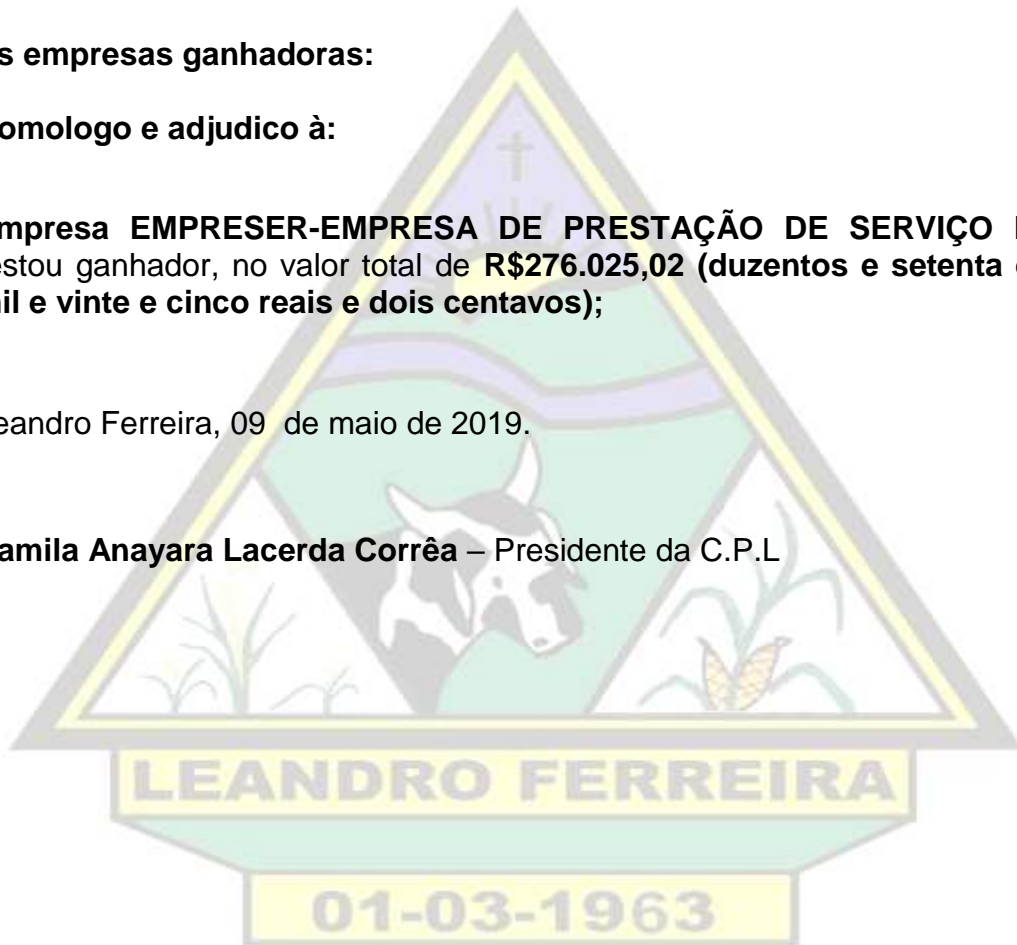 s empresas ganhadoras:
omologo e adjudico à:
mpresa EMPRESER-EMPRESA DE PRESTAÇÃO DE SERVIÇO
estou ganhador, no valor total de R$276.025,02 (duzentos e setenta e
il e vinte e cinco reais e dois centavos);
eandro Ferreira, 09 de maio de 2019.
amila Anayara Lacerda Corrêa – Presidente da C.P.L
LEANDRO FERREIRA
01-03-1963